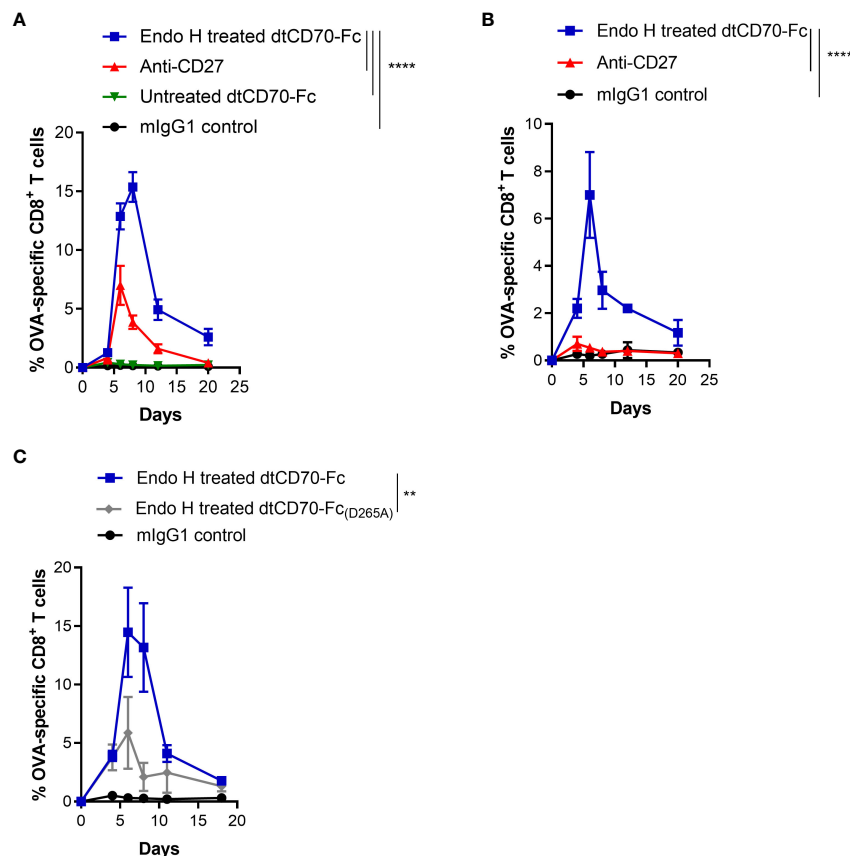 A
Endo H treated dtCD70-Fc
Anti-CD27
Untreated dtCD70-Fc
mIgG1 control
****
20
15
10
5
0
% OVA-specific CD8+ T cells
0 5 10 15 20 25
Days
B
Endo H treated dtCD70-Fc
Anti-CD27
mIgG1 control
****
10
8
6
4
2
0
% OVA-specific CD8+ T cells
0 5 10 15 20 25
Days
C
Endo H treated dtCD70-Fc
Endo H treated dtCD70-Fc(D265A)
mIgG1 control
**
20
15
10
5
0
% OVA-specific CD8+ T cells
0 5 10 15 20
Days